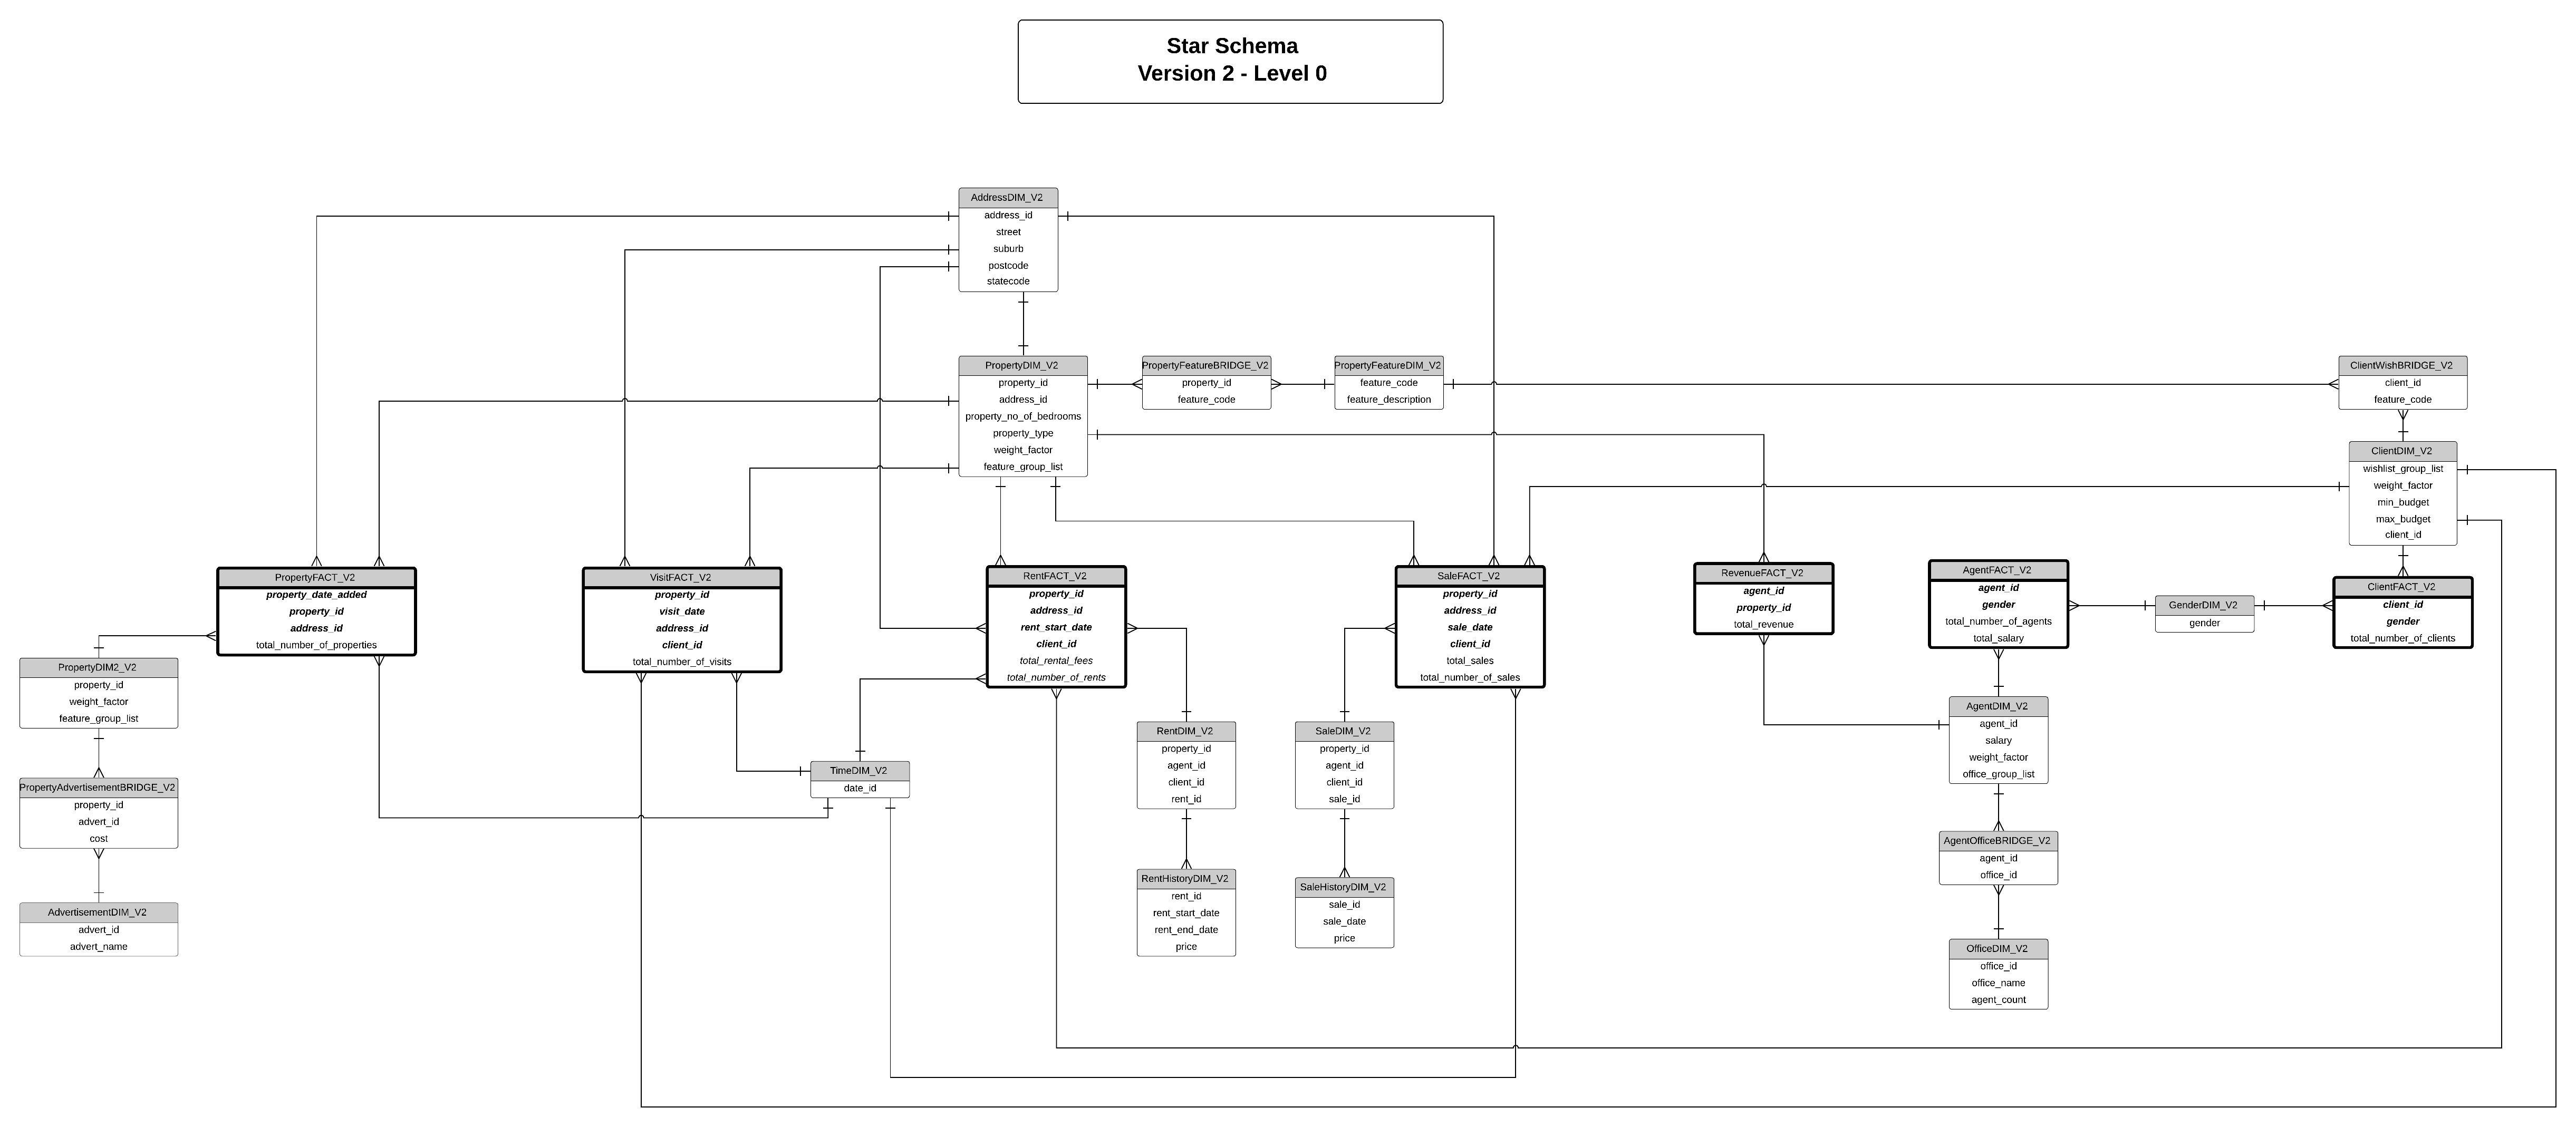 Star Schema
Version 2 - Level 0
AddressDIM_V2
address_id
street
suburb
postcode
statecode
PropertyDIM_V2
property_id
address_id
property_no_of_bedrooms
property_type
weight_factor
feature_group_list
PropertyFeatureBRIDGE_V2
property_id
feature_code
PropertyFeatureDIM_V2
feature_code
feature_description
ClientWishBRIDGE_V2
client_id
feature_code
ClientDIM_V2
wishlist_group_list
weight_factor
min_budget
max_budget
client_id
PropertyFACT_V2
property_date_added
property_id
address_id
total_number_of_properties
VisitFACT_V2
property_id
visit_date
address_id
client_id
total_number_of_visits
RentFACT_V2
property_id
address_id
rent_start_date
client_id
total_rental_fees
total_number_of_rents
SaleFACT_V2
property_id
address_id
sale_date
client_id
total_sales
total_number_of_sales
RevenueFACT_V2
agent_id
property_id
total_revenue
AgentFACT_V2
agent_id
gender
total_number_of_agents
total_salary
GenderDIM_V2
gender
ClientFACT_V2
client_id
gender
total_number_of_clients
PropertyDIM2_V2
property_id
weight_factor
feature_group_list
PropertyAdvertisementBRIDGE_V2
property_id
advert_id
cost
AdvertisementDIM_V2
advert_id
advert_name
TimeDIM_V2
date_id
RentDIM_V2
property_id
agent_id
client_id
rent_id
RentHistoryDIM_V2
rent_id
rent_start_date
rent_end_date
price
SaleDIM_V2
property_id
agent_id
client_id
sale_id
SaleHistoryDIM_V2
sale_id
sale_date
price
AgentDIM_V2
agent_id
salary
weight_factor
office_group_list
AgentOfficeBRIDGE_V2
agent_id
office_id
OfficeDIM_V2
office_id
office_name
agent_count